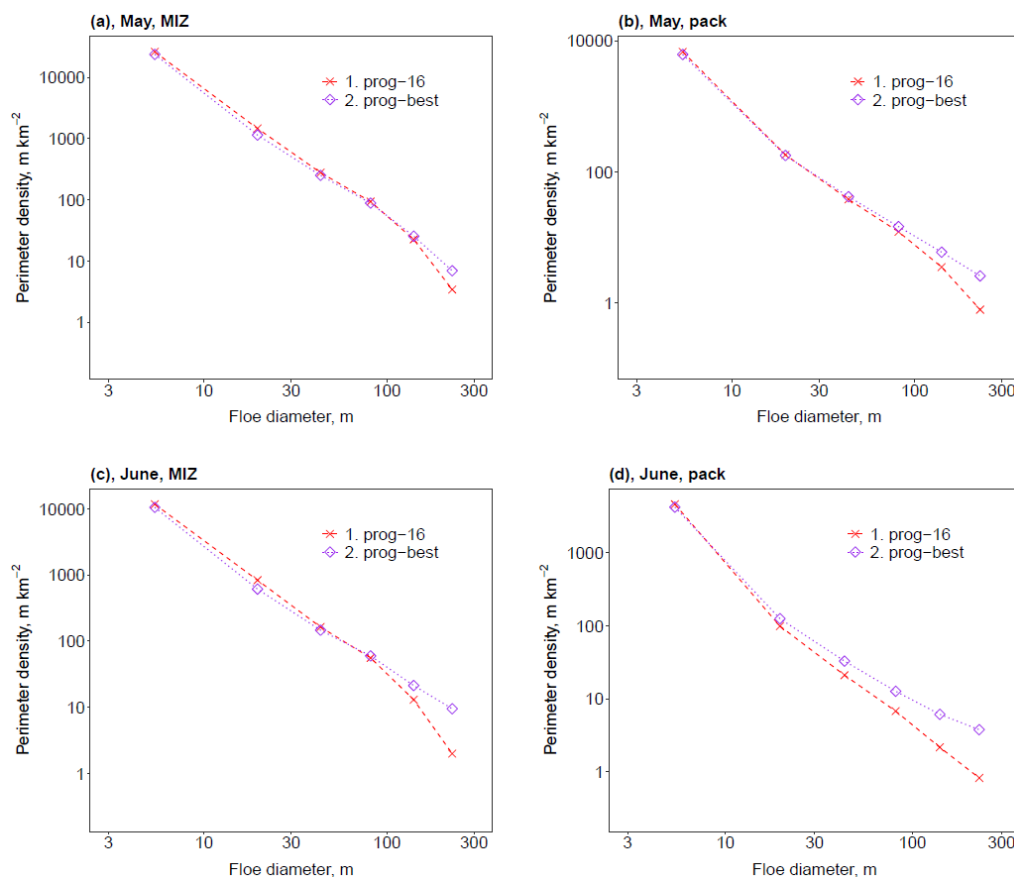 (a), May, MIZ
Perimeter density, m km−2
10000
1000
100
10
1
1. prog−16
2. prog−best
3
10
30
100
300
Floe diameter, m
(b), May, pack
Perimeter density, m km−2
10000
100
1
1. prog−16
2. prog−best
3
10
30
100
300
Floe diameter, m
(c), June, MIZ
Perimeter density, m km−2
10000
1000
100
10
1
1. prog−16
2. prog−best
3
10
30
100
300
Floe diameter, m
(d), June, pack
Perimeter density, m km−2
1000
100
10
1
1. prog−16
2. prog−best
3
10
30
100
300
Floe diameter, m